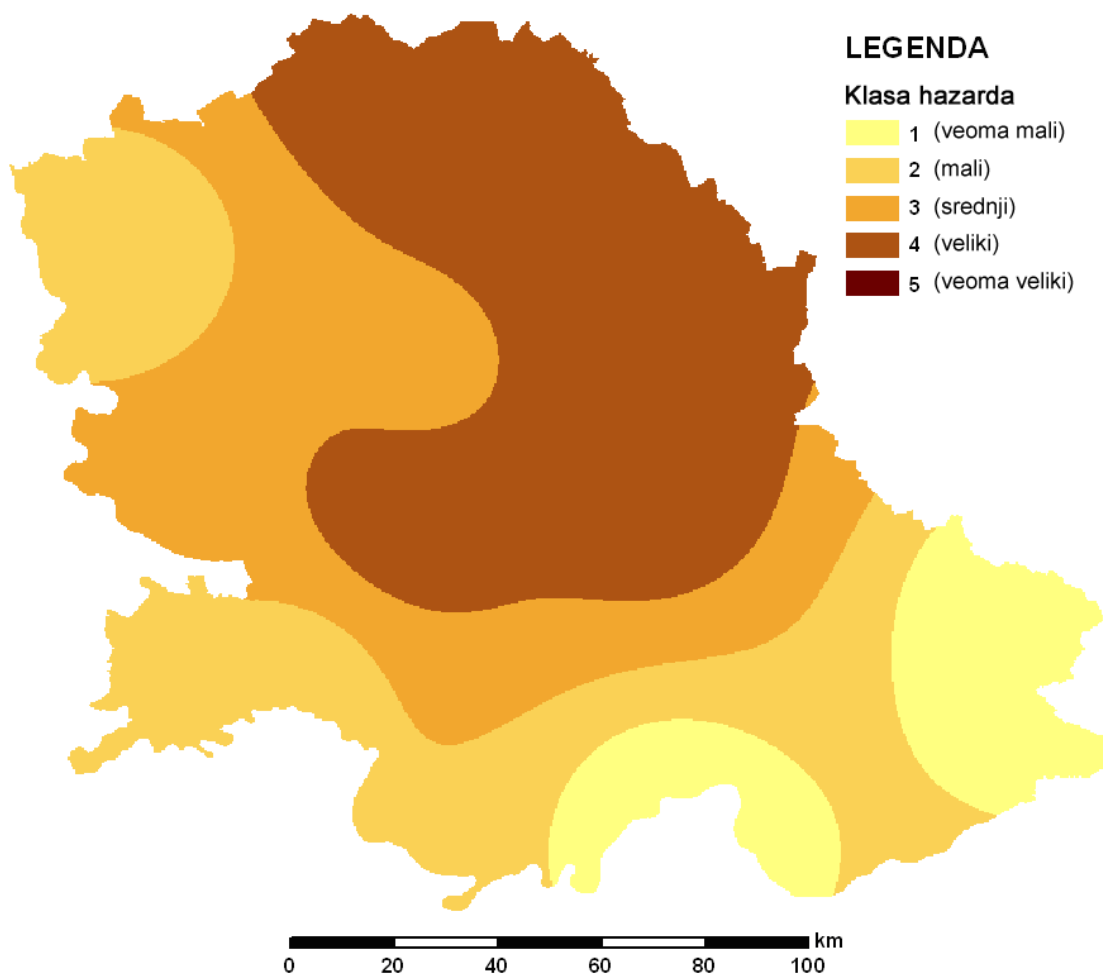 LEGENDA
Klasa hazarda
1 (veoma mali)
2 (mali)
3 (srednji)
4 (veliki)
5 (veoma veliki)
km
0 20 40 60 80 100